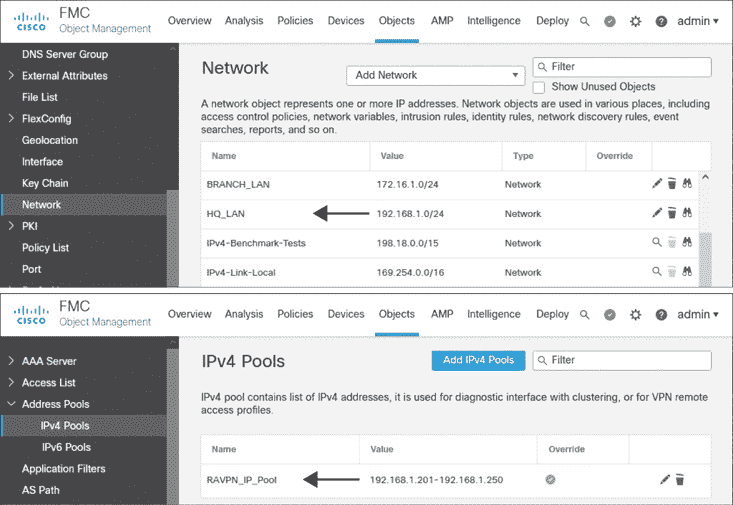 CISCO
FMC
Object Management
Overview Analysis Policies Devices Objects AMP Intelligence Deploy admin
DNS Server Group
External Attributes
File List
FlexConfig
Geolocation
Interface
Key Chain
Network
PKI
Policy List
Port
Network
Add Network
Filter
Show Unused Objects
A network object represents one or more IP addresses. Network objects are used in various places, including
access control policies, network variables, intrusion rules, identity rules, network discovery rules, event
searches, reports, and so on.
Name Value Type Override
BRANCH_LAN 172.16.1.0/24 Network
HQ_LAN 192.168.1.0/24 Network
IPv4-Benchmark-Tests 198.18.0.0/15 Network
IPv4-Link-Local 169.254.0.0/16 Network
CISCO
FMC
Object Management
Overview Analysis Policies Devices Objects AMP Intelligence Deploy admin
AAA Server
Access List
Address Pools
IPv4 Pools
IPv6 Pools
Application Filters
AS Path
IPv4 Pools
Add IPv4 Pools
Filter
IPv4 pool contains list of IPv4 addresses, it is used for diagnostic interface with clustering, or for VPN remote
access profiles.
Name Value Override
RAVPN_IP_Pool 192.168.1.201-192.168.1.250